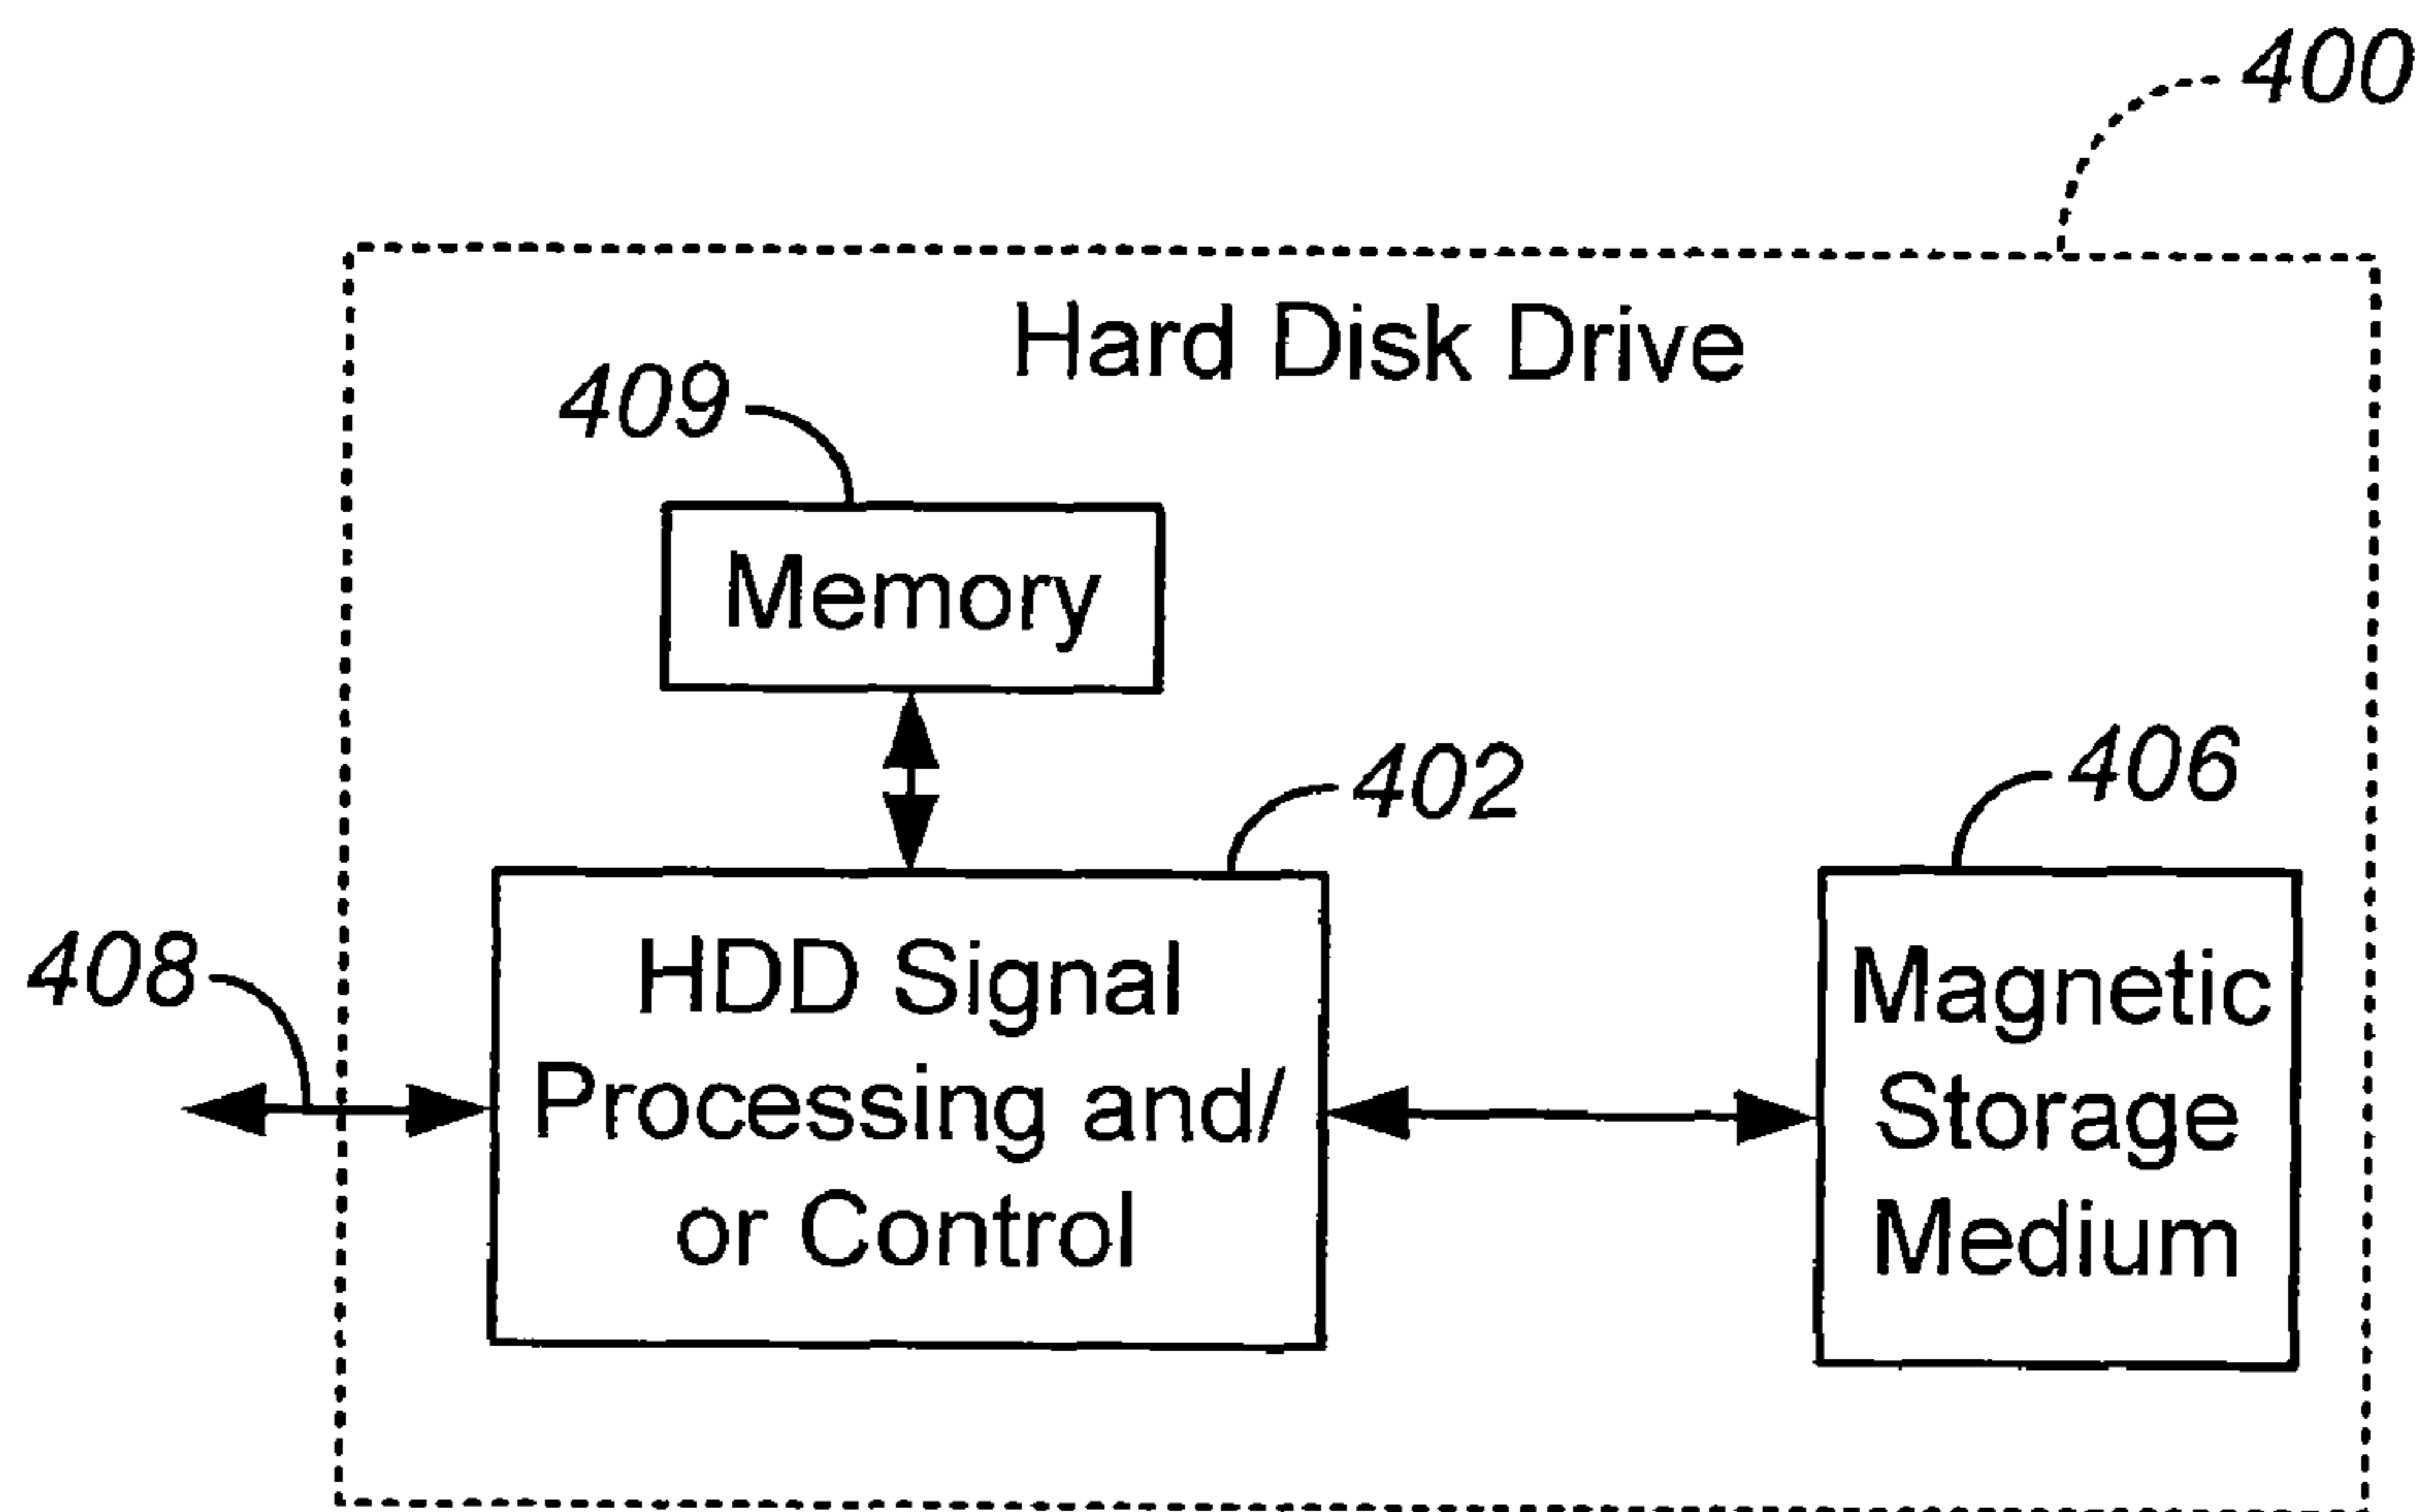 400
Hard Disk Drive
409
Memory
402
406
408
HDD Signal
Processing and/
or Control
Magnetic
Storage
Medium